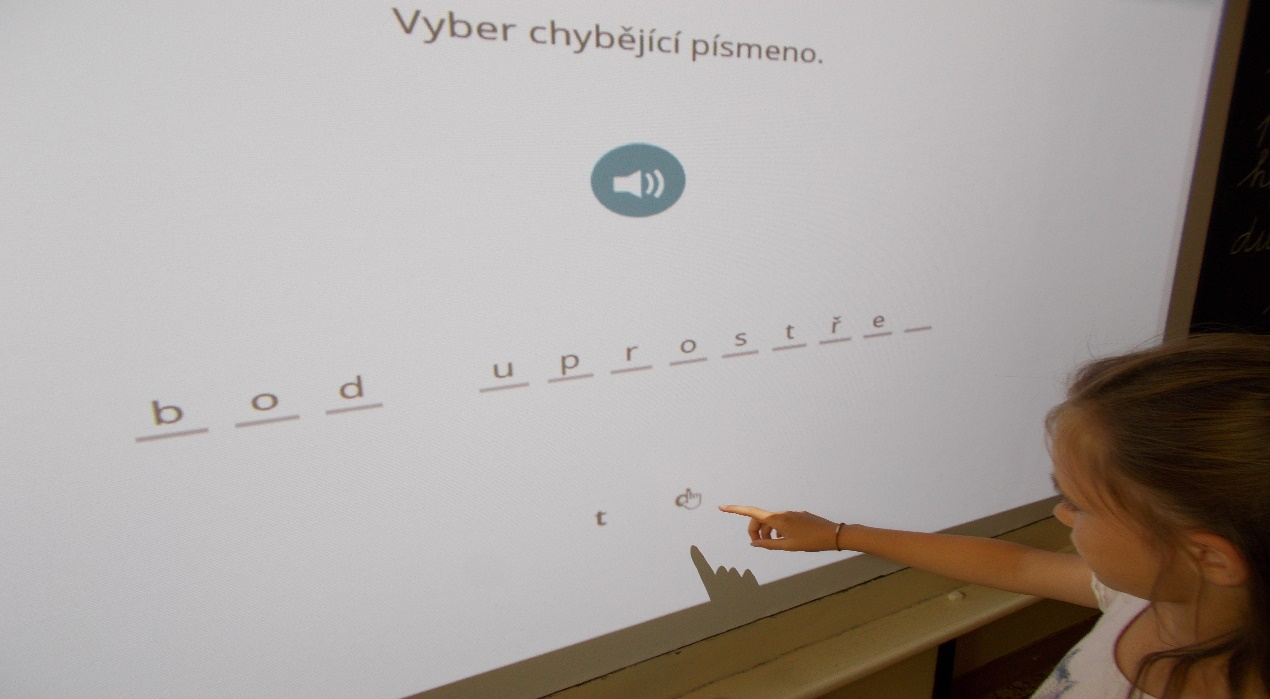 Vyber chybějící písmeno.
b o d u p r o s t ř e _
t d